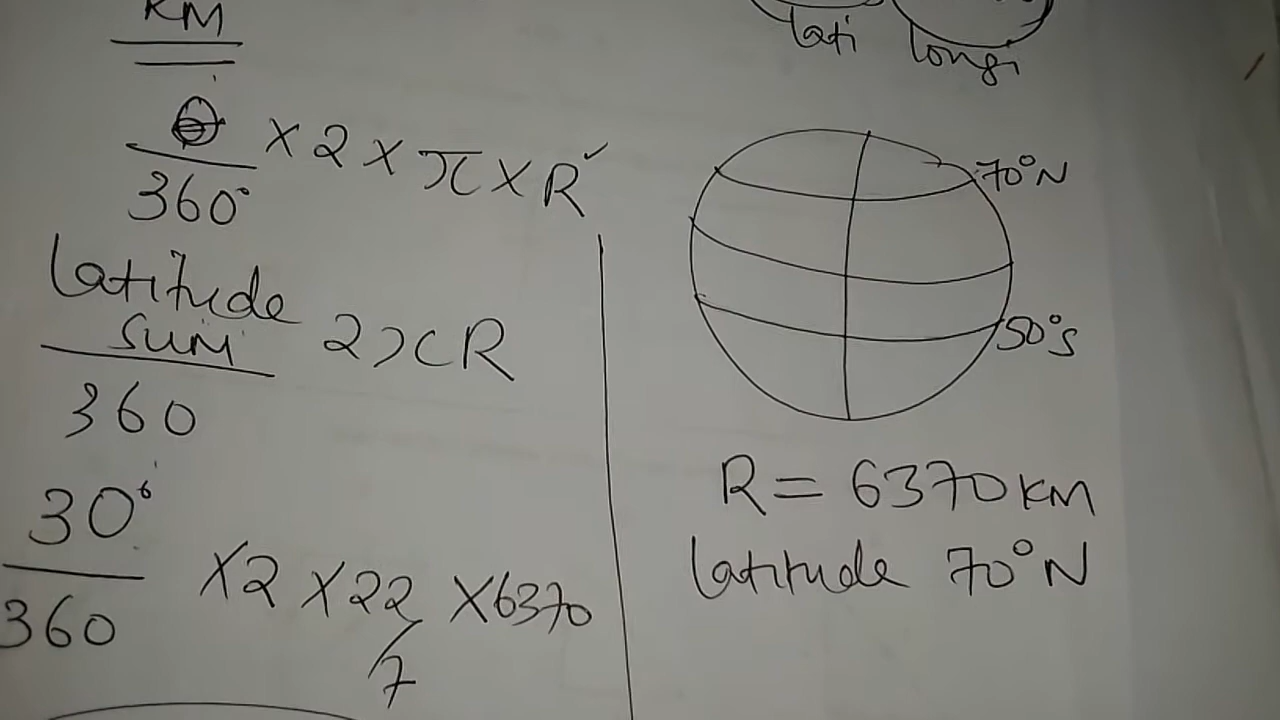 KM
θ/360° × 2 × π × R
latitude
sum/360 2πR
30°/360 × 2 × 22/7 × 6370
lati longi
70°N
50°S
R = 6370 KM
latitude 70°N